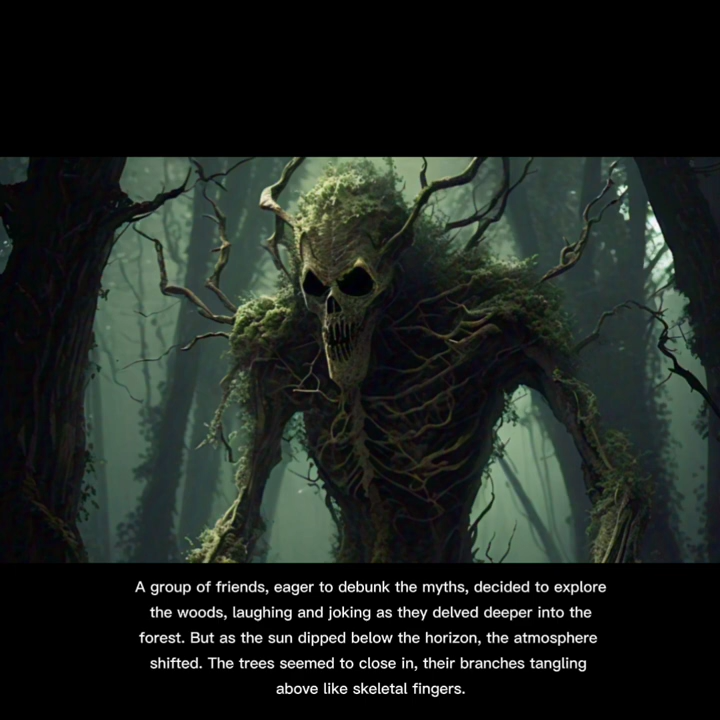 A group of friends, eager to debunk the myths, decided to explore
the woods, laughing and joking as they delved deeper into the
forest. But as the sun dipped below the horizon, the atmosphere
shifted. The trees seemed to close in, their branches tangling
above like skeletal fingers.